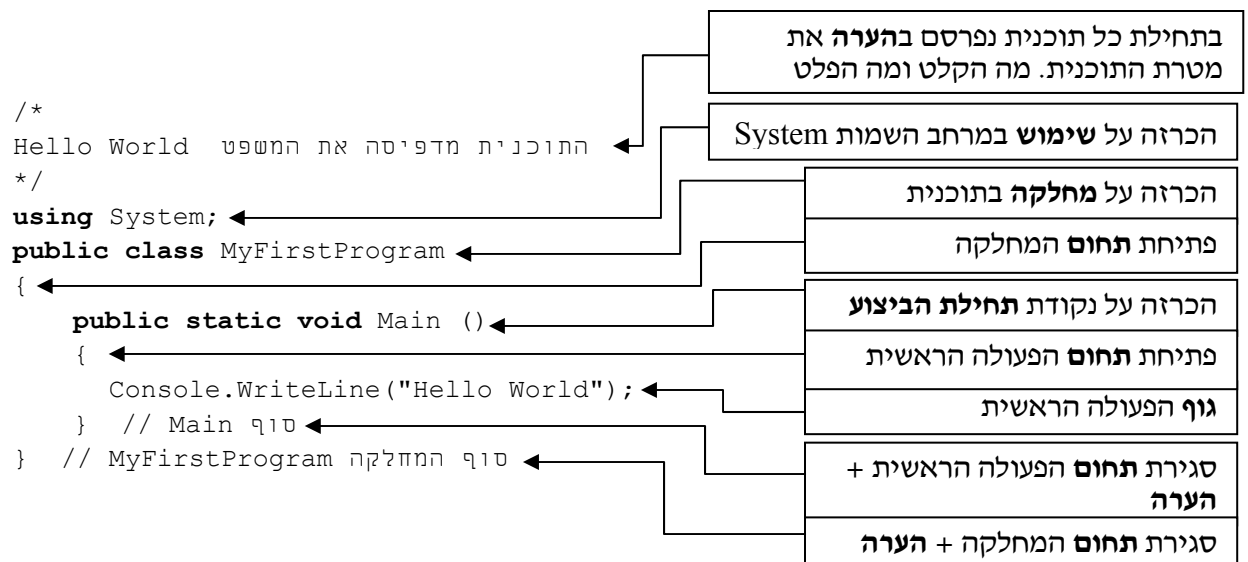 בתחילת כל תוכנית נפרסם בהערה את
מטרת התוכנית. מה הקלט ומה הפלט
/*
Hello World התוכנית מדפיסה את המשפט
הכרזה על שימוש במרחב השמות System
*/
הכרזה על מחלקה בתוכנית
using System;
public class MyFirstProgram
פתיחת תחום המחלקה
{
הכרזה על נקודת תחילת הביצוע
public static void Main ()
{
פתיחת תחום הפעולה הראשית
Console.WriteLine("Hello World");
גוף הפעולה הראשית
} // Main סוף
} // MyFirstProgram סוף המחלקה
סגירת תחום הפעולה הראשית +
הערה
סגירת תחום המחלקה + הערה